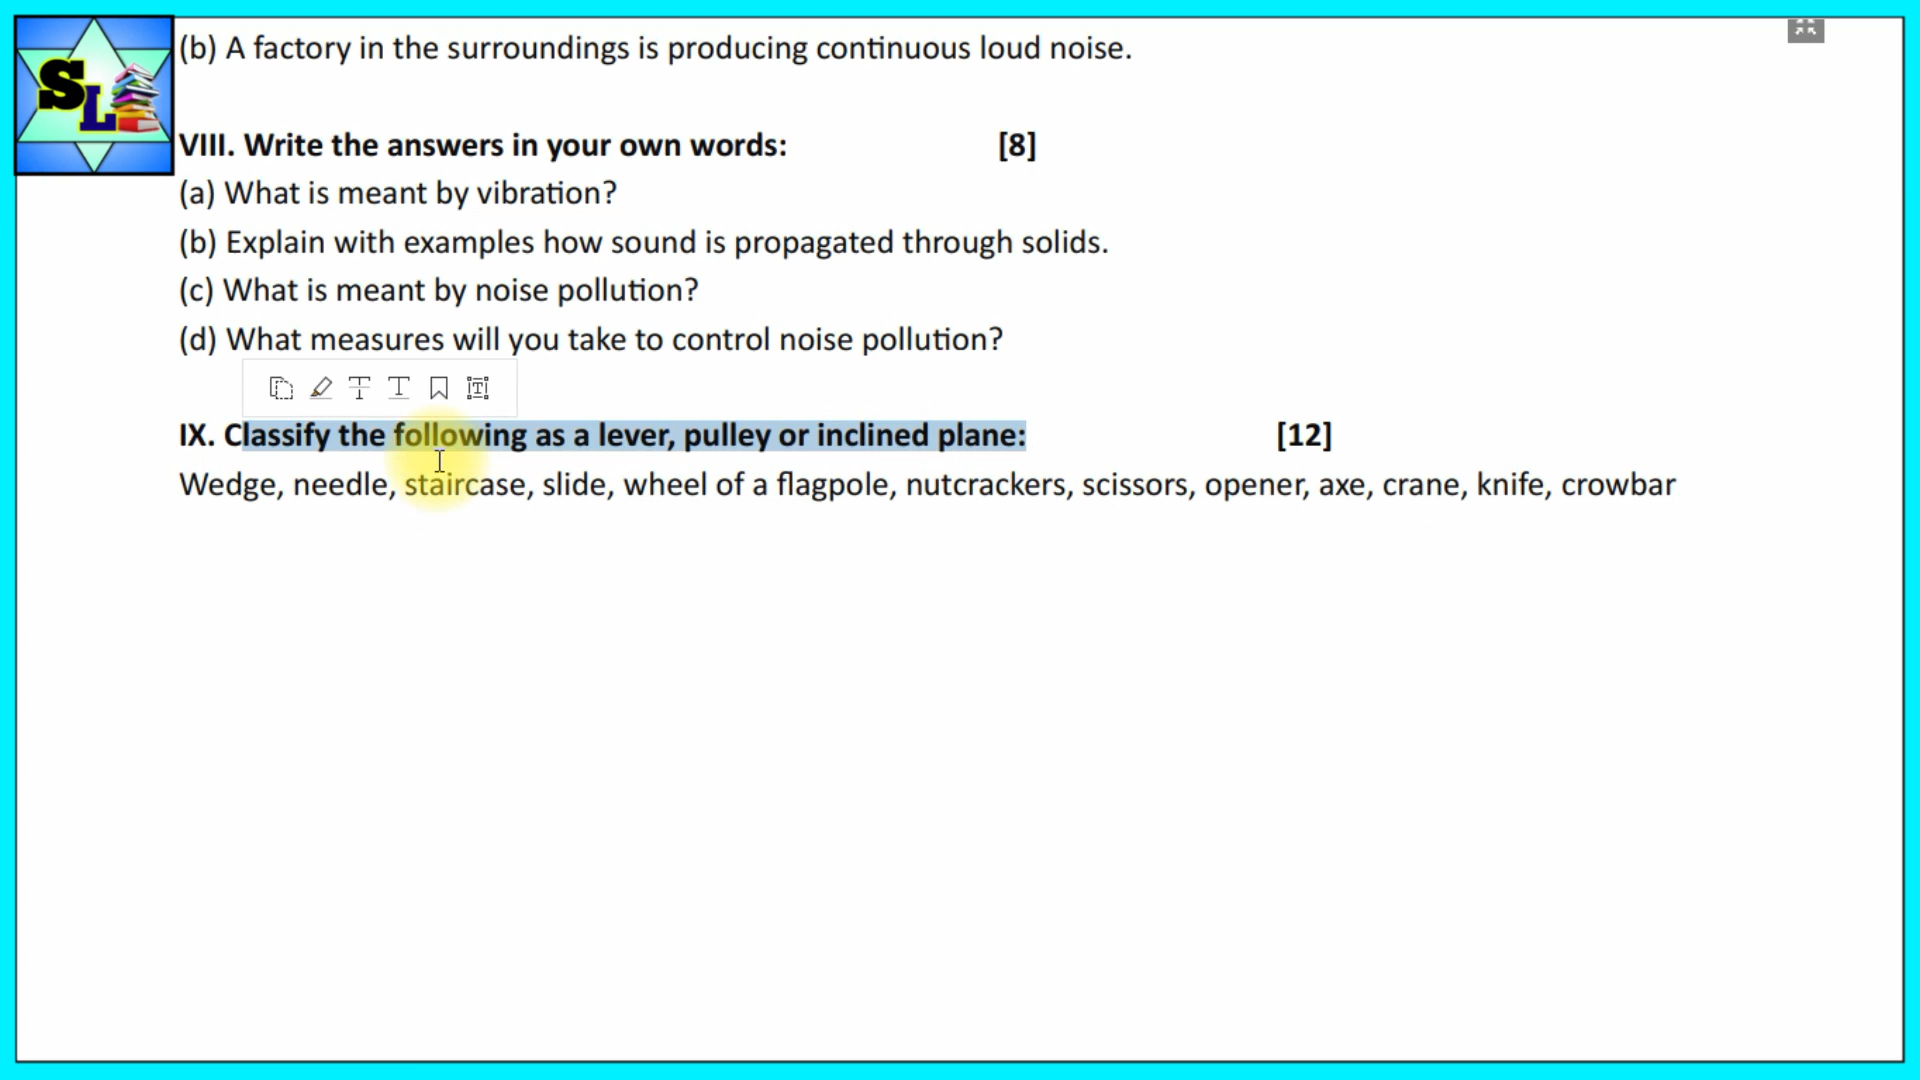 SL
(b) A factory in the surroundings is producing continuous loud noise.
VIII. Write the answers in your own words: [8]
(a) What is meant by vibration?
(b) Explain with examples how sound is propagated through solids.
(c) What is meant by noise pollution?
(d) What measures will you take to control noise pollution?
IX. Classify the following as a lever, pulley or inclined plane: [12]
Wedge, needle, staircase, slide, wheel of a flagpole, nutcrackers, scissors, opener, axe, crane, knife, crowbar